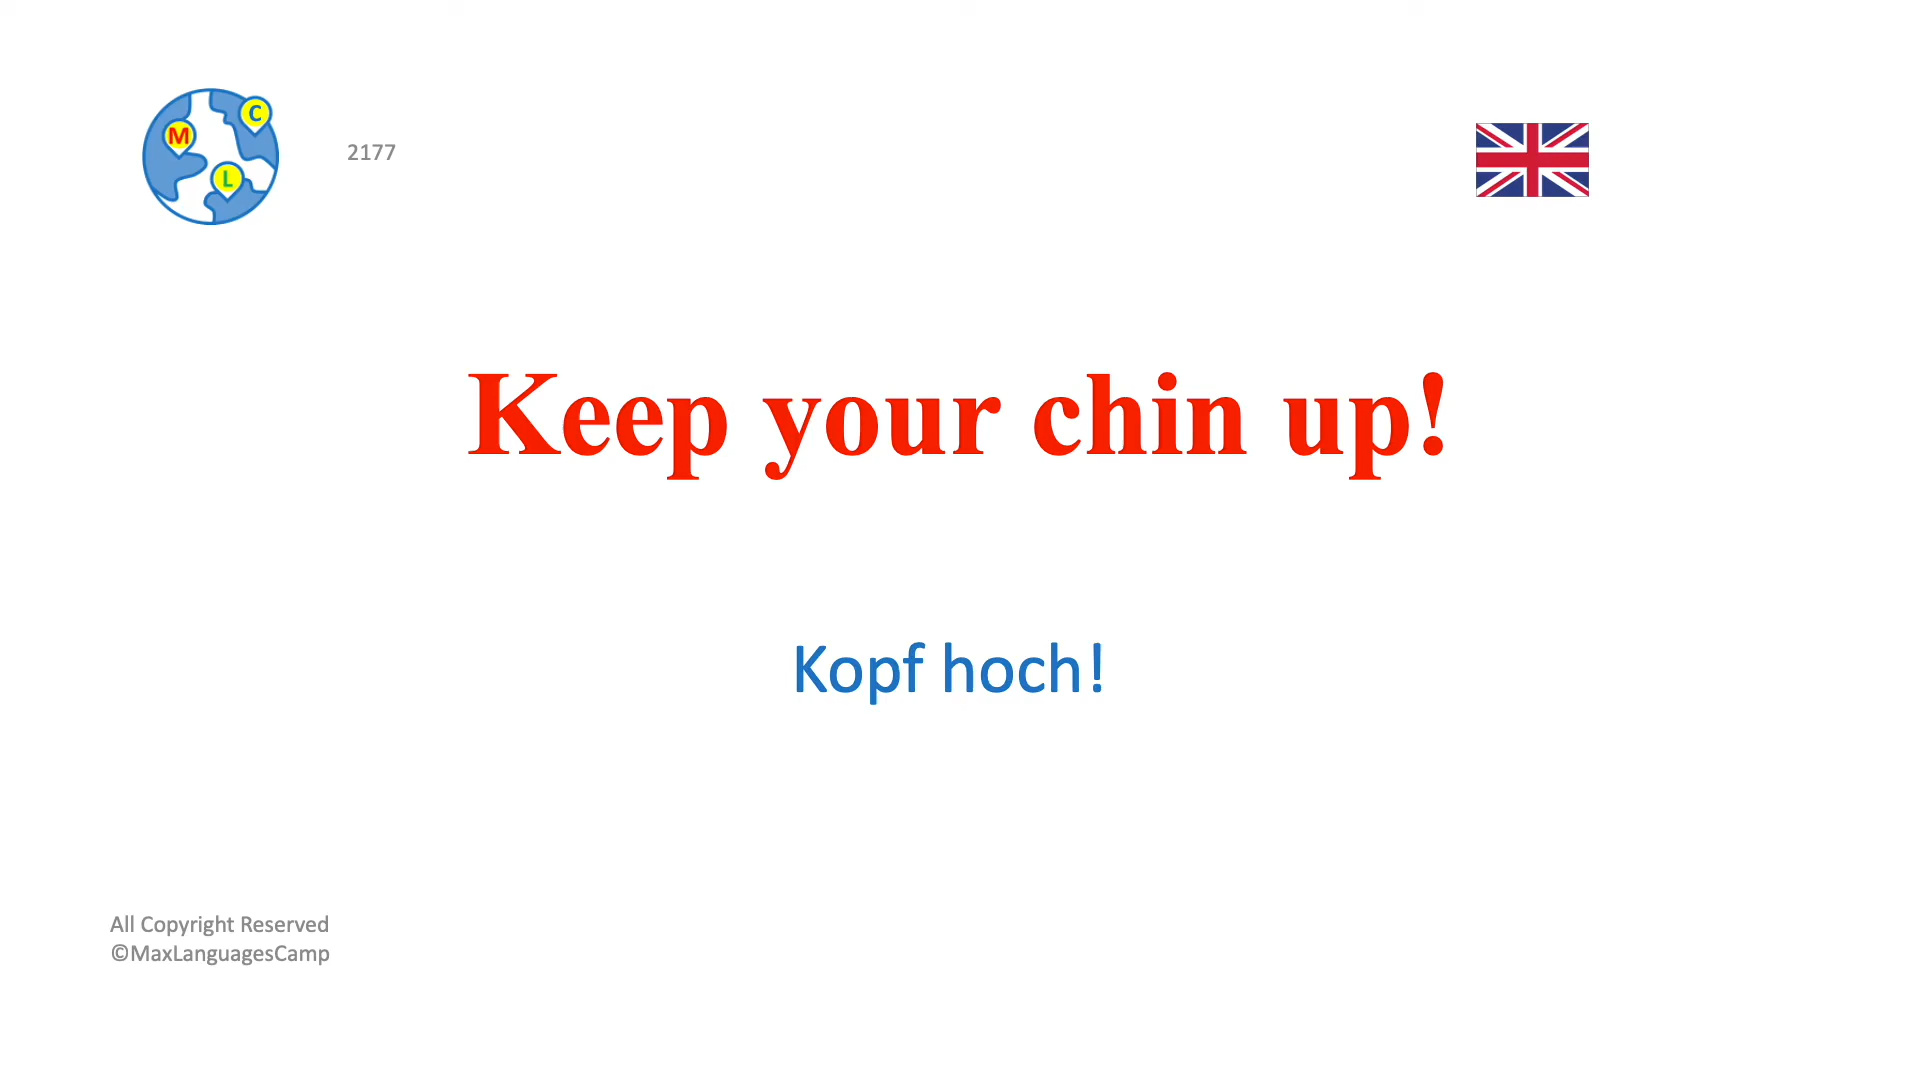 C
M
L
2177
Keep your chin up!
Kopf hoch!
All Copyright Reserved
©MaxLanguagesCamp